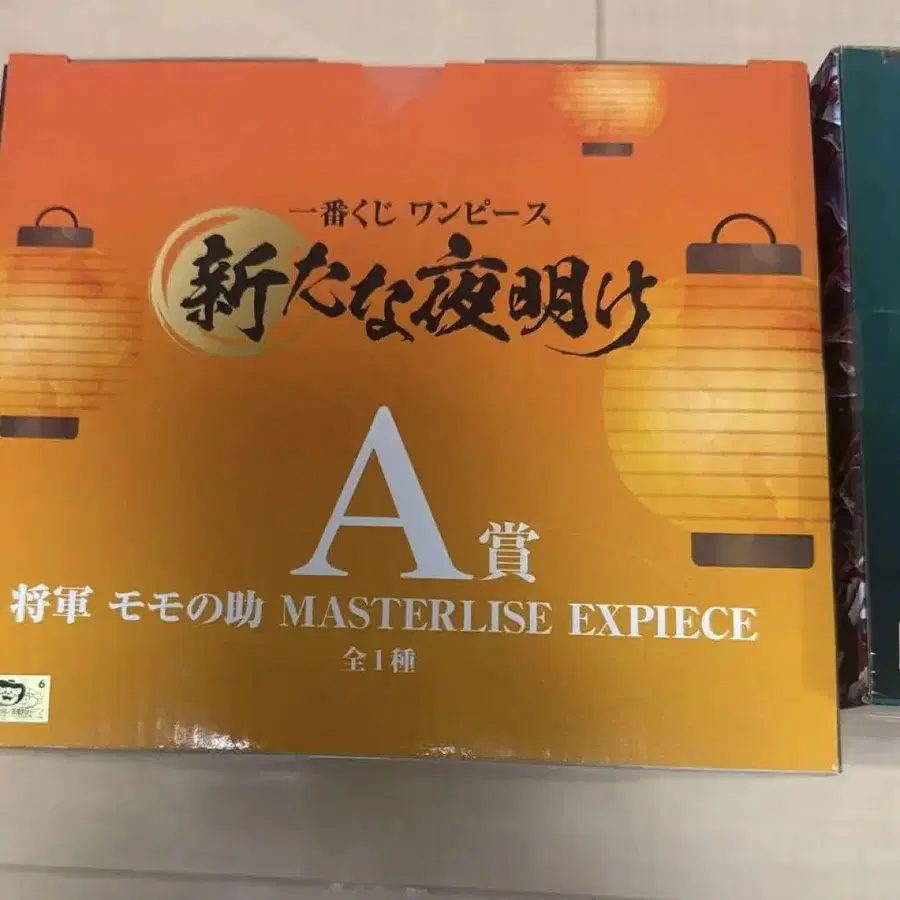 一番くじ ワンピース
新たな夜明け
A賞
将軍 モモの助 MASTERLISE EXPIECE
全1種
6